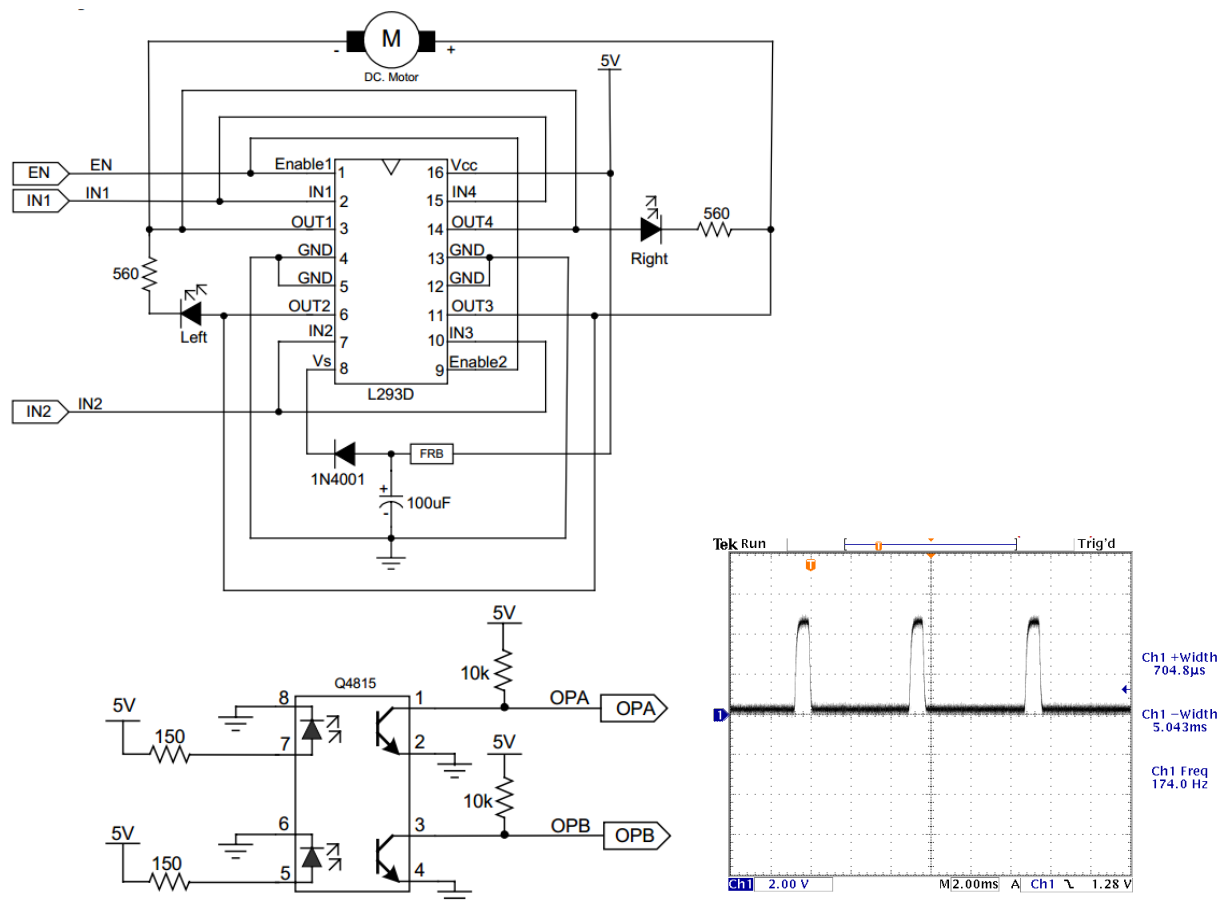 M
- +
DC. Motor
5V
EN EN Enable1 1 16 Vcc
IN1 IN1 IN1 2 15 IN4
OUT1 3 14 OUT4 560
GND 4 13 GND Right
560 GND 5 12 GND
OUT2 6 11 OUT3
Left IN2 7 10 IN3
Vs 8 9 Enable2
L293D
IN2 IN2
FRB
1N4001
+
100uF
-
Tek Run Trig'd
T
T
5V
10k
Q4815
8 1 OPA OPA
5V
150 7 2
5V
10k
6 3 OPB OPB
5V
150 5 4
1
Ch1 +Width
704.8µs
Ch1 -Width
5.043ms
Ch1 Freq
174.0 Hz
Ch1 2.00 V M 2.00ms A Ch1 1.28 V